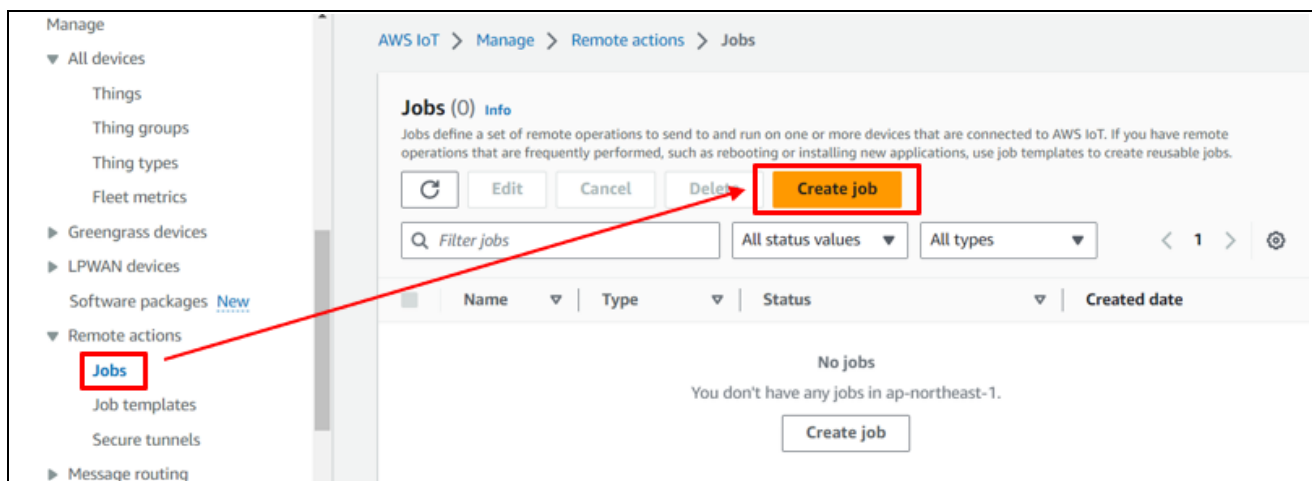 Manage
All devices
Things
Thing groups
Thing types
Fleet metrics
Greengrass devices
LPWAN devices
Software packages New
Remote actions
Jobs
Job templates
Secure tunnels
Message routing
AWS IoT > Manage > Remote actions > Jobs
Jobs (0) Info
Jobs define a set of remote operations to send to and run on one or more devices that are connected to AWS IoT. If you have remote
operations that are frequently performed, such as rebooting or installing new applications, use job templates to create reusable jobs.
Edit Cancel Delete Create job
Filter jobs All status values All types 1
Name Type Status Created date
No jobs
You don't have any jobs in ap-northeast-1.
Create job